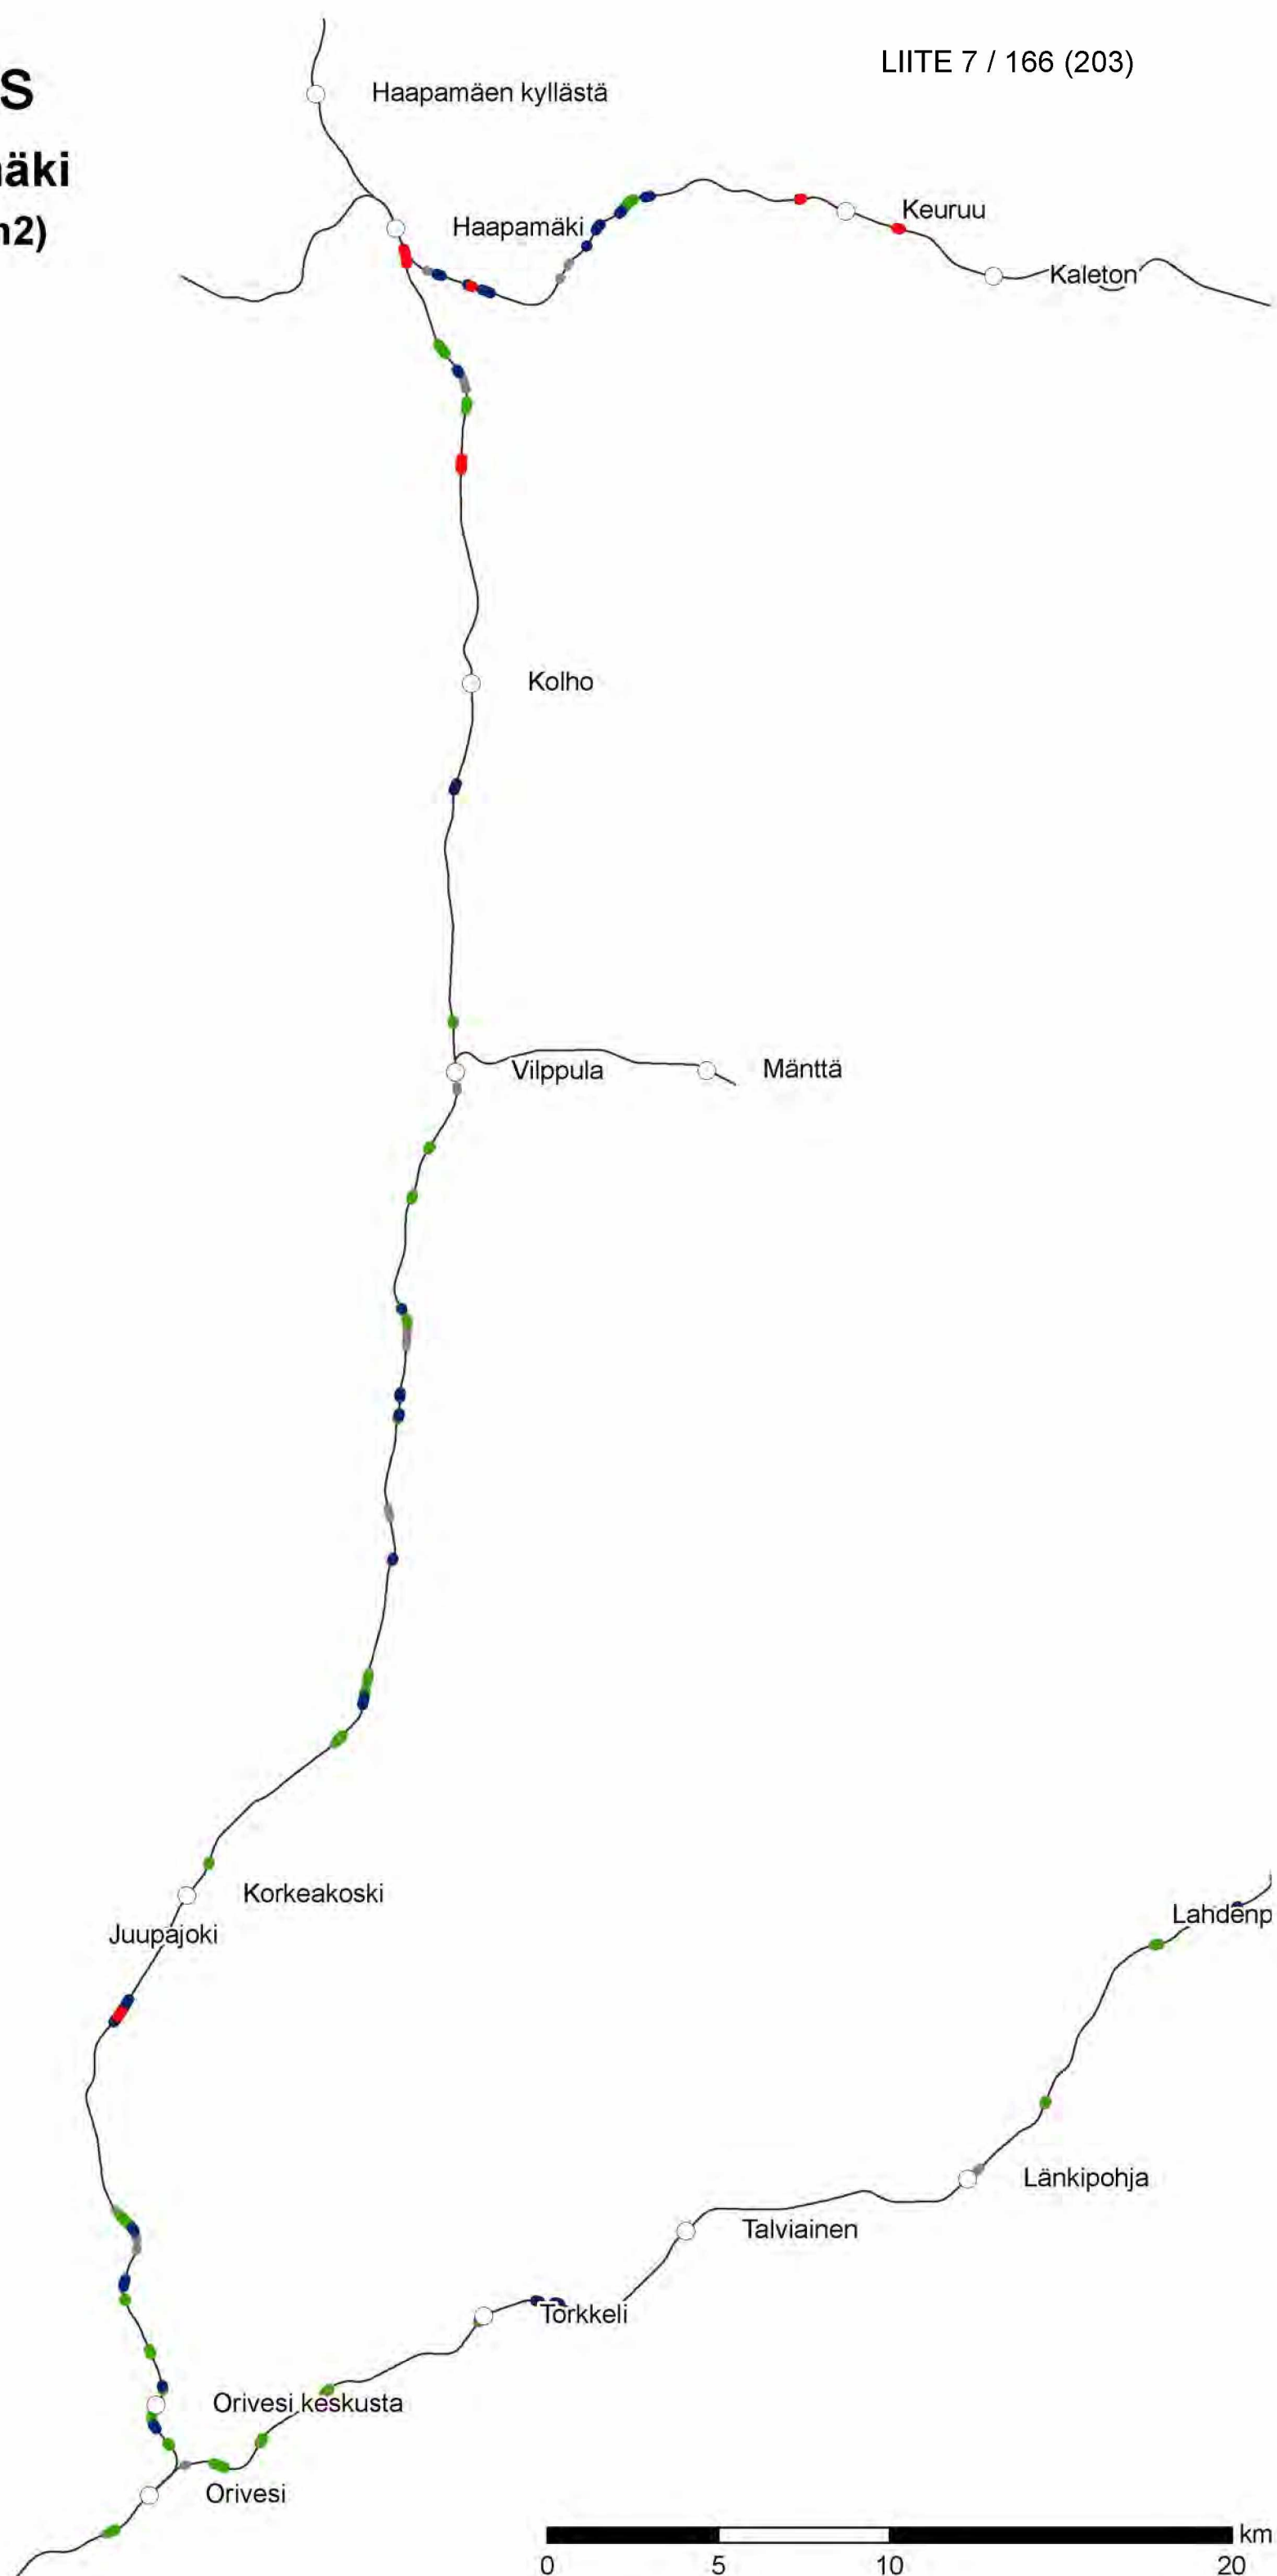 LIITE 7 / 166 (203)
S
äki
2)
Haapamäen kyllästä
Haapamäki
Keuruu
Kaleton
Kolho
Vilppula
Mänttä
Korkeakoski
Juupajoki
Lahdenp
Länkipohja
Talviainen
Torkkeli
Orivesi keskusta
Orivesi
km
0 5 10 20